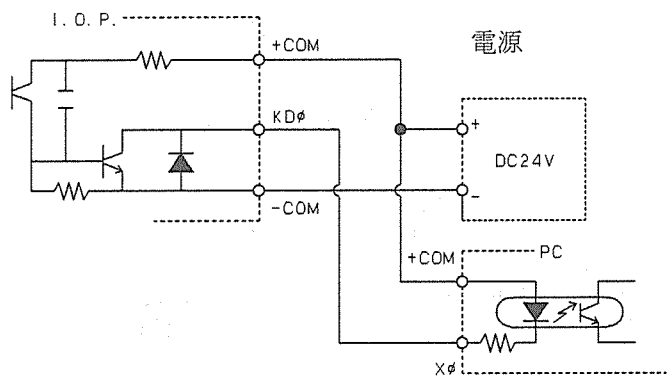 I.O.P.
+COM
電源
KDφ
+
DC24V
-
-COM
PC
+COM
Xφ